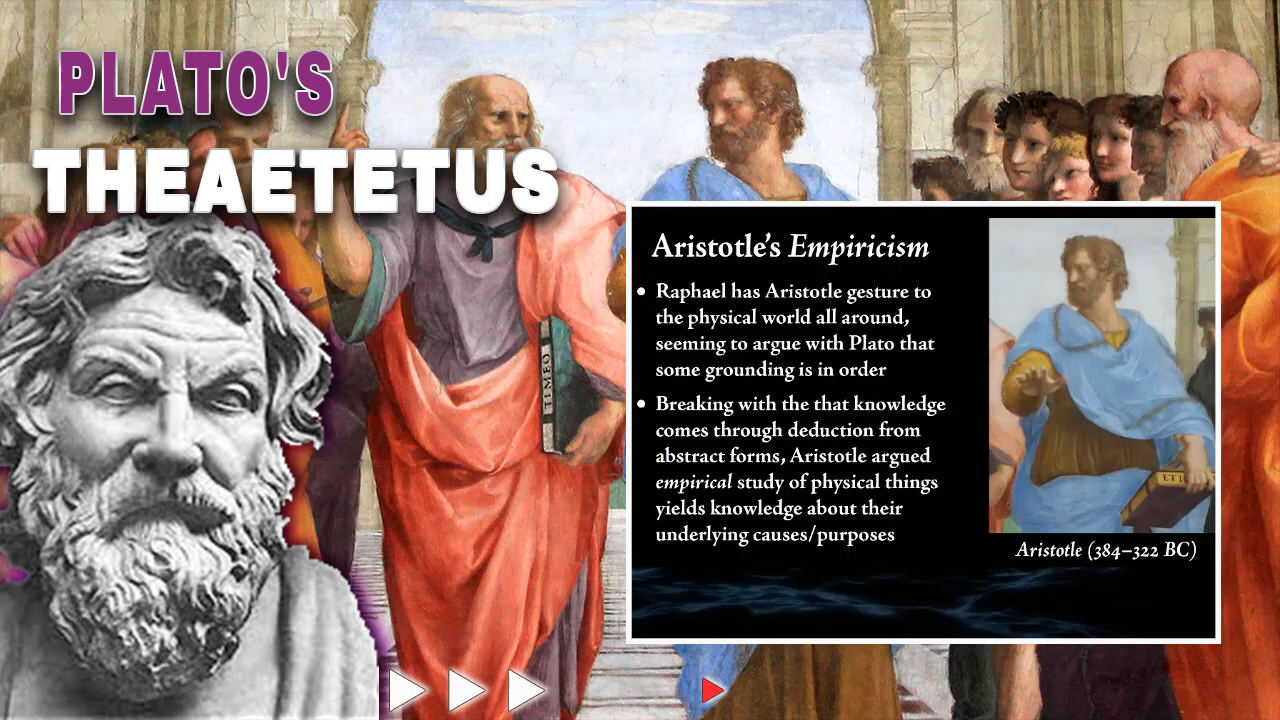 PLATO'S
THEAETETUS
TIMEO
Aristotle's Empiricism
• Raphael has Aristotle gesture to
the physical world all around,
seeming to argue with Plato that
some grounding is in order
• Breaking with the that knowledge
comes through deduction from
abstract forms, Aristotle argued
empirical study of physical things
yields knowledge about their
underlying causes/purposes
ETI
Aristotle (384–322 BC)